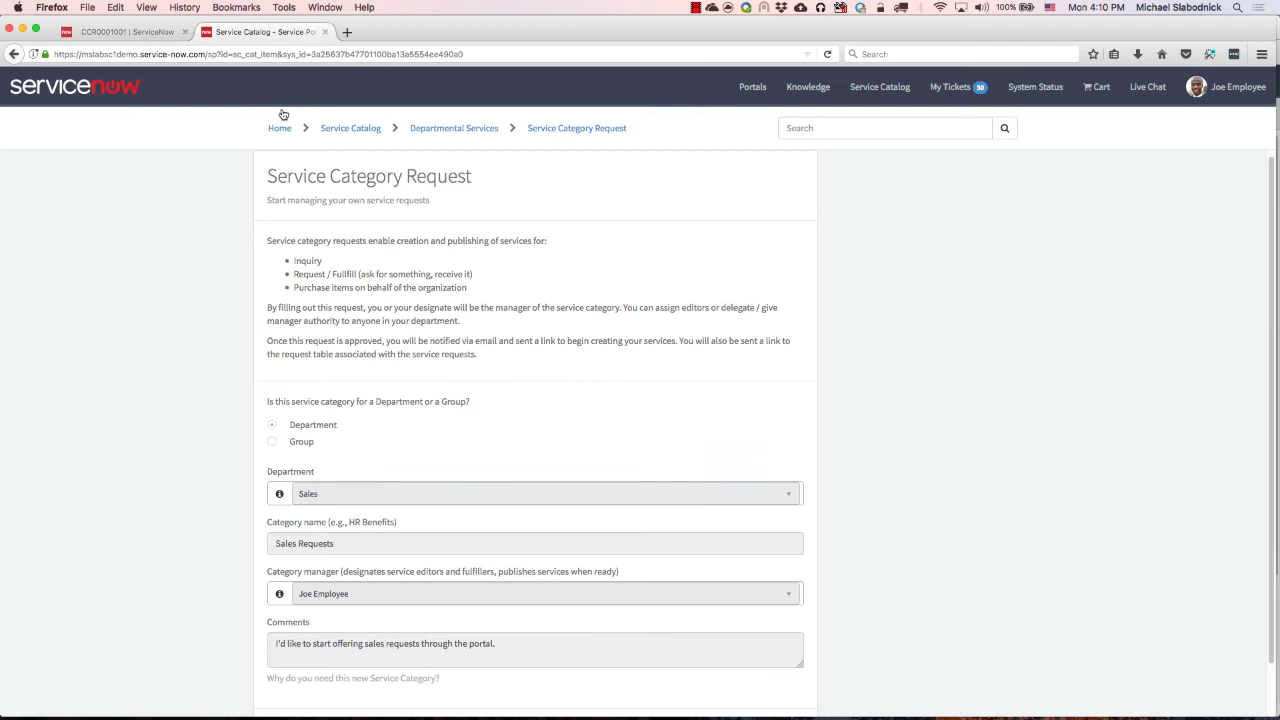 Firefox File Edit View History Bookmarks Tools Window Help 100% Mon 4:10 PM Michael Slabodnick
CCR0001001 | ServiceNow Service Catalog - Service Po
https://mslabsc1demo.service-now.com/sp?id=sc_cat_item&sys_id=3a25637b47701100ba13a5554ee490a0 Search
servicenow Portals Knowledge Service Catalog My Tickets 30 System Status Cart Live Chat Joe Employee
Home Service Catalog Departmental Services Service Category Request Search
Service Category Request
Start managing your own service requests
Service category requests enable creation and publishing of services for:
Inquiry
Request / Fullfill (ask for something, receive it)
Purchase items on behalf of the organization
By filling out this request, you or your designate will be the manager of the service category. You can assign editors or delegate / give
manager authority to anyone in your department.
Once this request is approved, you will be notified via email and sent a link to begin creating your services. You will also be sent a link to
the request table associated with the service requests.
Is this service category for a Department or a Group?
Department
Group
Department
Sales
Category name (e.g., HR Benefits)
Sales Requests
Category manager (designates service editors and fulfillers, publishes services when ready)
Joe Employee
Comments
I'd like to start offering sales requests through the portal.
Why do you need this new Service Category?